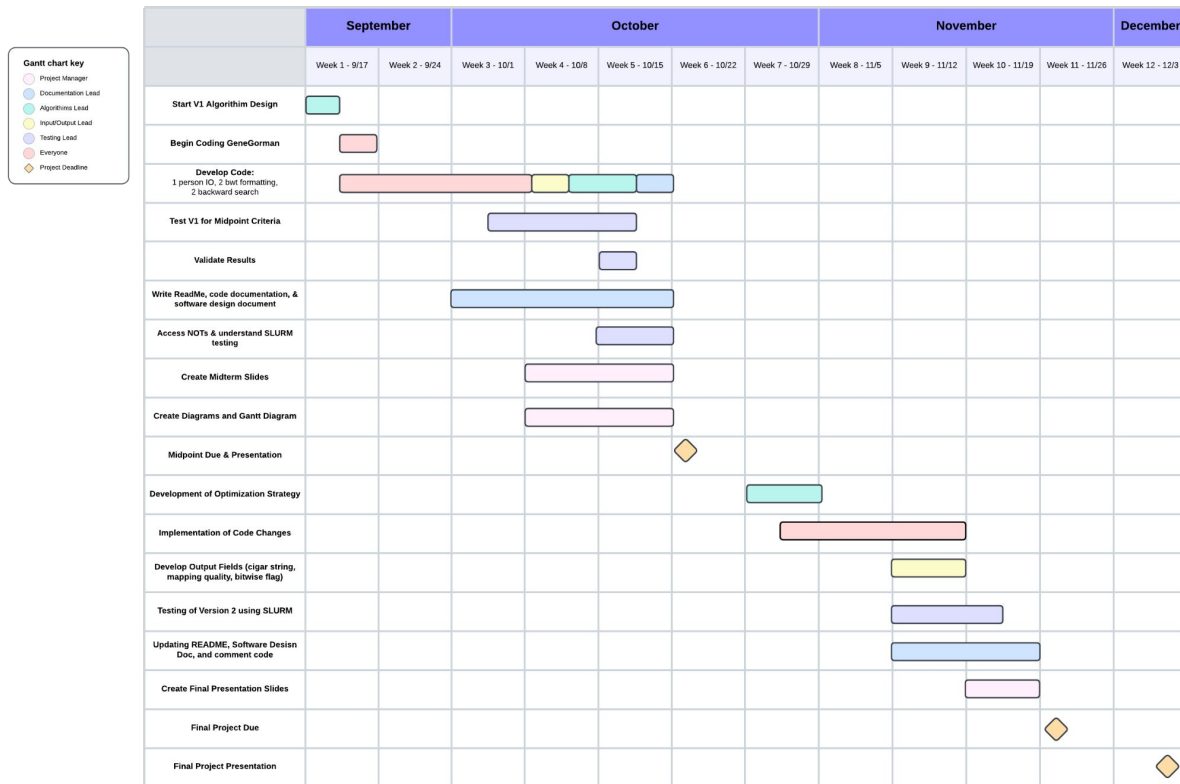 September
October
November
December
Week 1 - 9/17
Week 2 - 9/24
Week 3 - 10/1
Week 4 - 10/8
Week 5 - 10/15
Week 6 - 10/22
Week 7 - 10/29
Week 8 - 11/5
Week 9 - 11/12
Week 10 - 11/19
Week 11 - 11/26
Week 12 - 12/3
Gantt chart key
Project Manager
Documentation Lead
Algorithims Lead
Input/Output Lead
Testing Lead
Everyone
Project Deadline
Start V1 Algorithim Design
Begin Coding GeneGorman
Develop Code:
1 person IO, 2 bwt formatting,
2 backward search
Test V1 for Midpoint Criteria
Validate Results
Write ReadMe, code documentation, &
software design document
Access NOTs & understand SLURM
testing
Create Midterm Slides
Create Diagrams and Gantt Diagram
Midpoint Due & Presentation
Development of Optimization Strategy
Implementation of Code Changes
Develop Output Fields (cigar string,
mapping quality, bitwise flag)
Testing of Version 2 using SLURM
Updating README, Software Desisn
Doc, and comment code
Create Final Presentation Slides
Final Project Due
Final Project Presentation